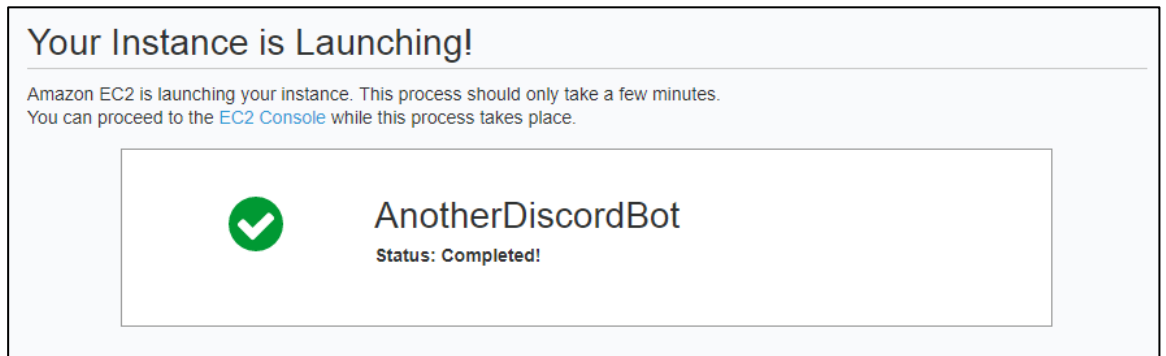 Your Instance is Launching!
Amazon EC2 is launching your instance. This process should only take a few minutes.
You can proceed to the EC2 Console while this process takes place.
AnotherDiscordBot
Status: Completed!